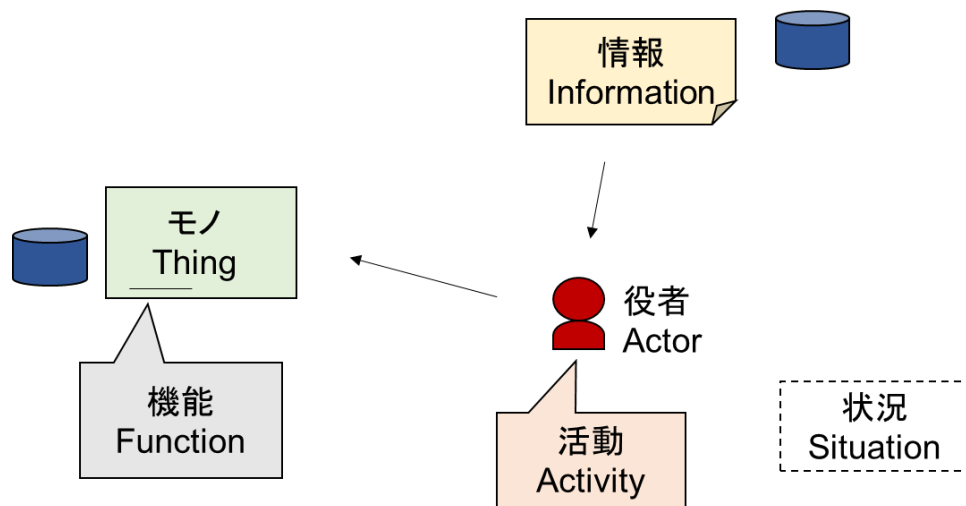 情報
Information
モノ
Thing
役者
Actor
機能
Function
活動
Activity
状況
Situation